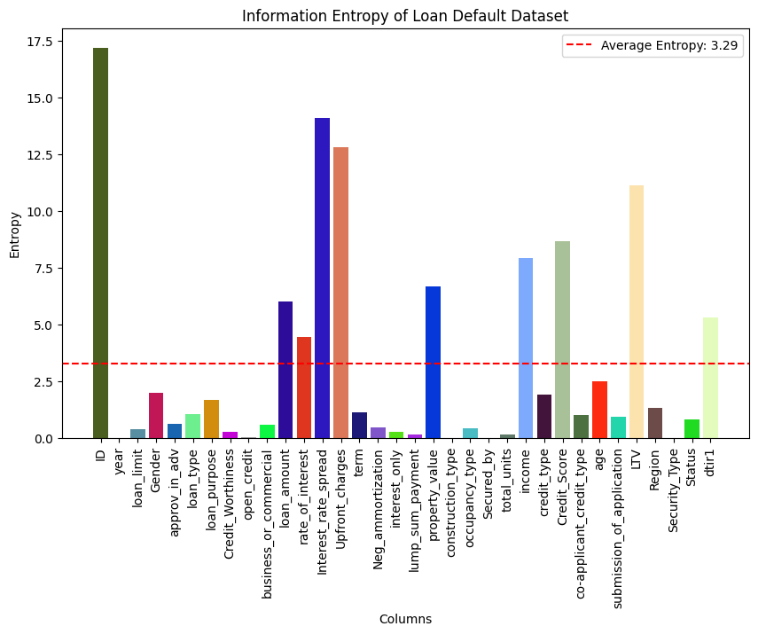 Information Entropy of Loan Default Dataset
Average Entropy: 3.29
Entropy
17.5
15.0
12.5
10.0
7.5
5.0
2.5
0.0
ID
year
loan_limit
Gender
approv_in_adv
loan_type
loan_purpose
Credit_Worthiness
open_credit
business_or_commercial
loan_amount
rate_of_interest
Interest_rate_spread
Upfront_charges
term
Neg_ammortization
interest_only
lump_sum_payment
property_value
construction_type
occupancy_type
Secured_by
total_units
income
credit_type
Credit_Score
co-applicant_credit_type
age
submission_of_application
LTV
Region
Security_Type
Status
dtir1
Columns